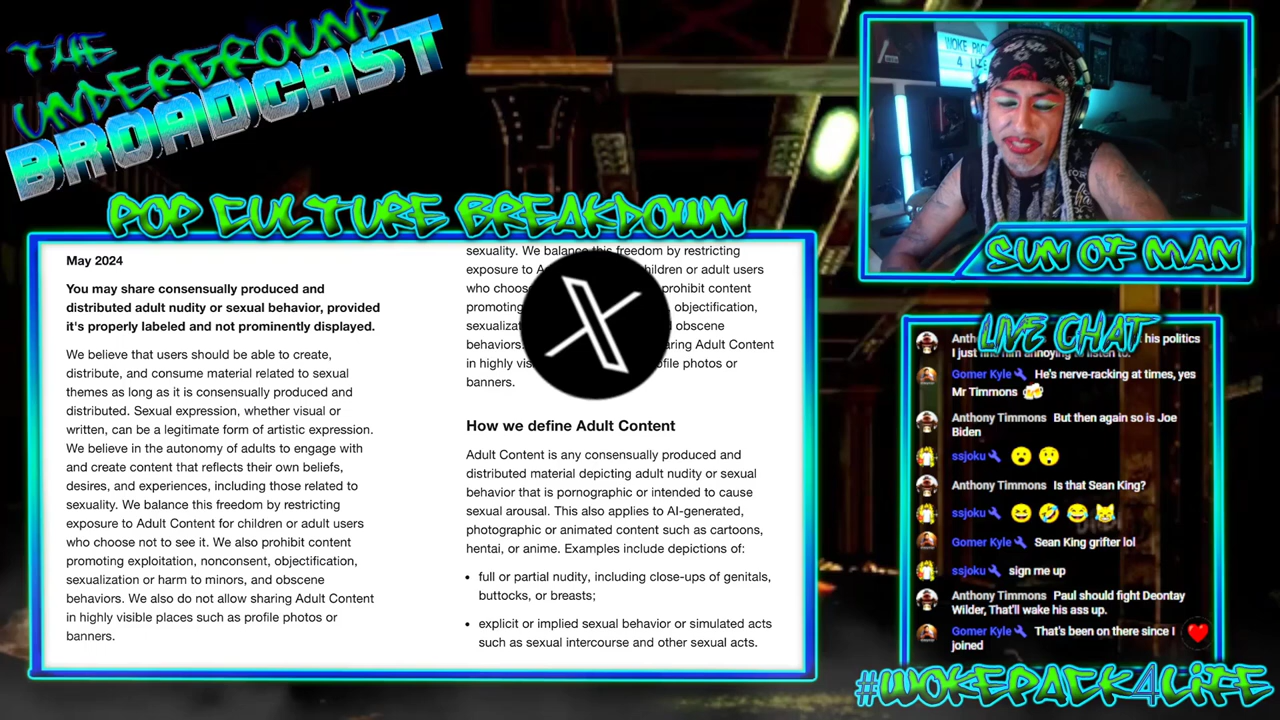 THE
UNDERGROUND
BROADCAST
POP CULTURE BREAKDOWN
May 2024
You may share consensually produced and
distributed adult nudity or sexual behavior, provided
it's properly labeled and not prominently displayed.
We believe that users should be able to create,
distribute, and consume material related to sexual
themes as long as it is consensually produced and
distributed. Sexual expression, whether visual or
written, can be a legitimate form of artistic expression.
We believe in the autonomy of adults to engage with
and create content that reflects their own beliefs,
desires, and experiences, including those related to
sexuality. We balance this freedom by restricting
exposure to Adult Content for children or adult users
who choose not to see it. We also prohibit content
promoting exploitation, nonconsent, objectification,
sexualization or harm to minors, and obscene
behaviors. We also do not allow sharing Adult Content
in highly visible places such as profile photos or
banners.
sexuality. We balance this freedom by restricting
exposure to A hildren or adult users
who choos prohibit content
promoting objectification,
sexualizat obscene
behaviors. aring Adult Content
in highly vis ofile photos or
banners.
How we define Adult Content
Adult Content is any consensually produced and
distributed material depicting adult nudity or sexual
behavior that is pornographic or intended to cause
sexual arousal. This also applies to AI-generated,
photographic or animated content such as cartoons,
hentai, or anime. Examples include depictions of:
• full or partial nudity, including close-ups of genitals,
buttocks, or breasts;
• explicit or implied sexual behavior or simulated acts
such as sexual intercourse and other sexual acts.
WOKE PACK
4 LIFE
SUN OF MAN
LIVE CHAT
Anth his politics
I just find him annoying to listen to.
Gomer Kyle He's nerve-racking at times, yes
Mr Timmons 🍻
Anthony Timmons But then again so is Joe
Biden
ssjoku 😮 😲
Anthony Timmons Is that Sean King?
ssjoku 😆 🤣 😂 😹
Gomer Kyle Sean King grifter lol
ssjoku sign me up
Anthony Timmons Paul should fight Deontay
Wilder, That'll wake his ass up.
Gomer Kyle That's been on there since I
joined
#WOKEPACK4LIFE